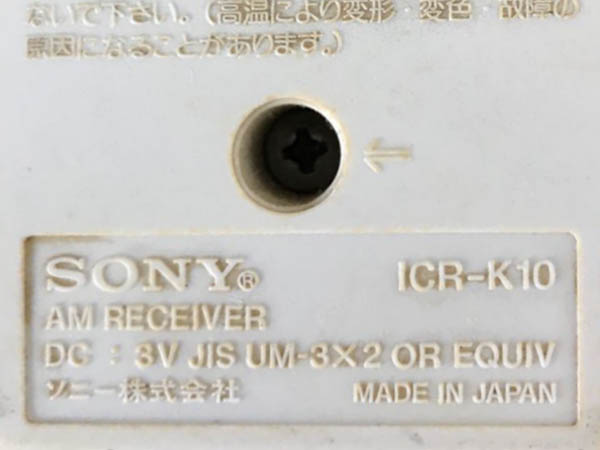 ないで下さい。(高温により変形・変色・故障の
原因になることがあります。)
SONY® ICR-K10
AM RECEIVER
DC : 3V JIS UM-3×2 OR EQUIV
ソニー株式会社 MADE IN JAPAN